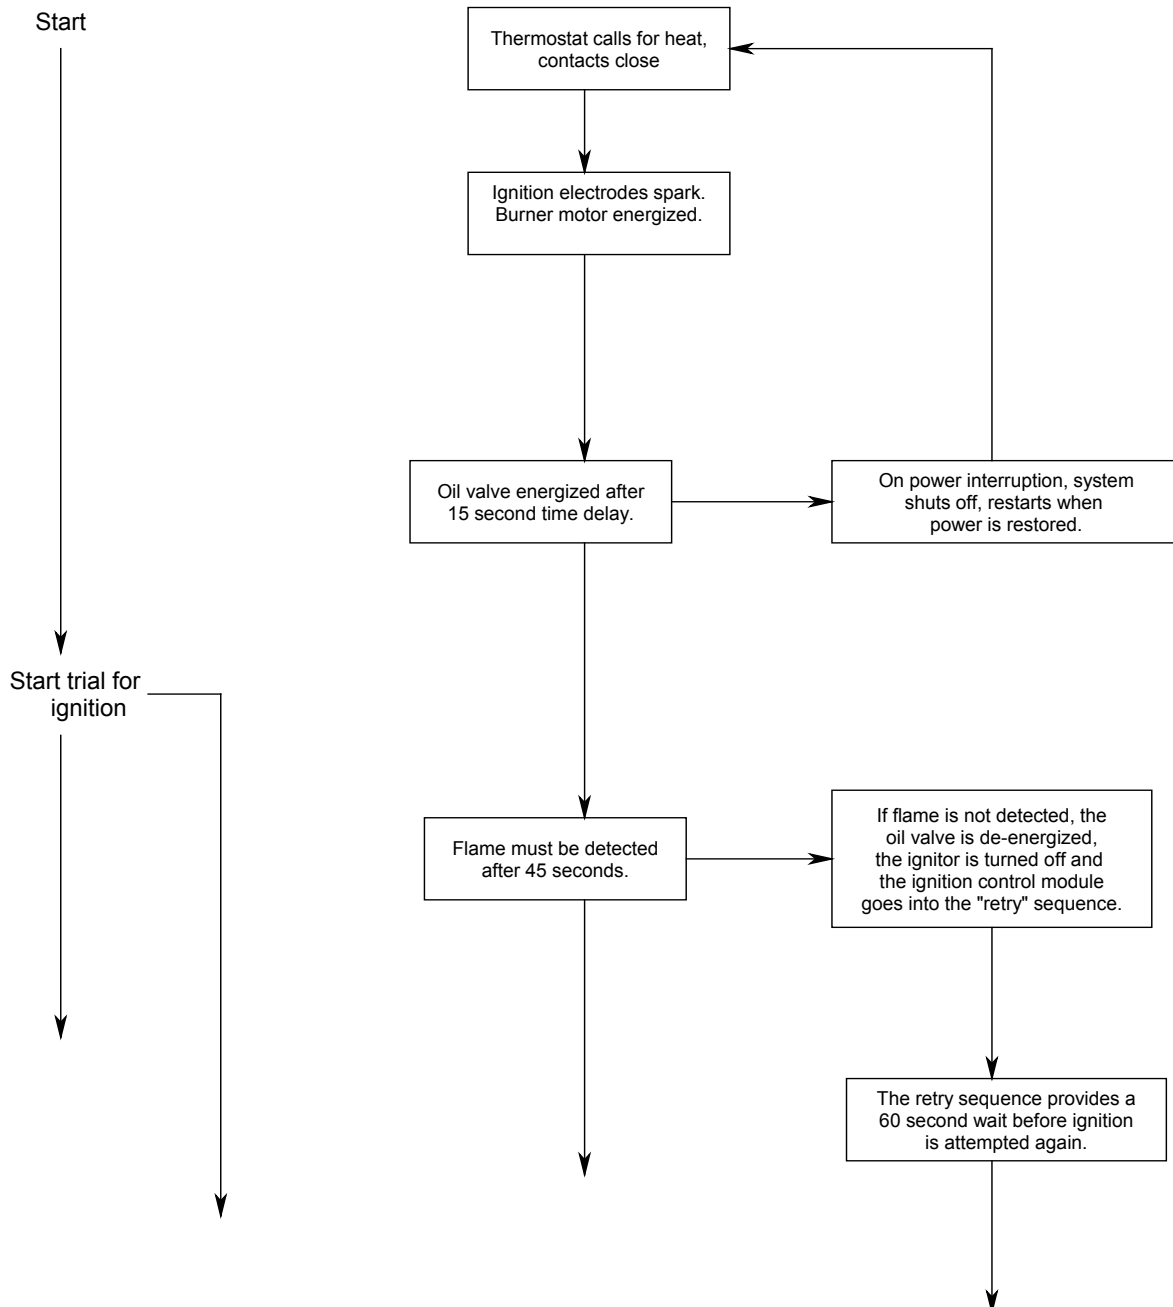 Start
Thermostat calls for heat,
contacts close
Ignition electrodes spark.
Burner motor energized.
Oil valve energized after
15 second time delay.
On power interruption, system
shuts off, restarts when
power is restored.
Start trial for
ignition
Flame must be detected
after 45 seconds.
If flame is not detected, the
oil valve is de-energized,
the ignitor is turned off and
the ignition control module
goes into the "retry" sequence.
The retry sequence provides a
60 second wait before ignition
is attempted again.